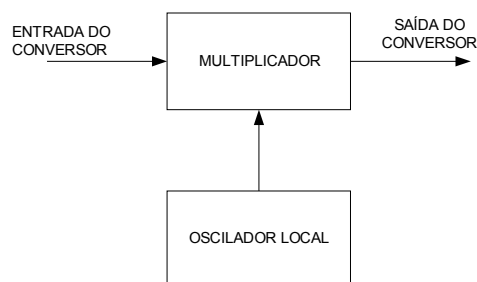 ENTRADA DO
CONVERSOR
MULTIPLICADOR
SAÍDA DO
CONVERSOR
OSCILADOR LOCAL